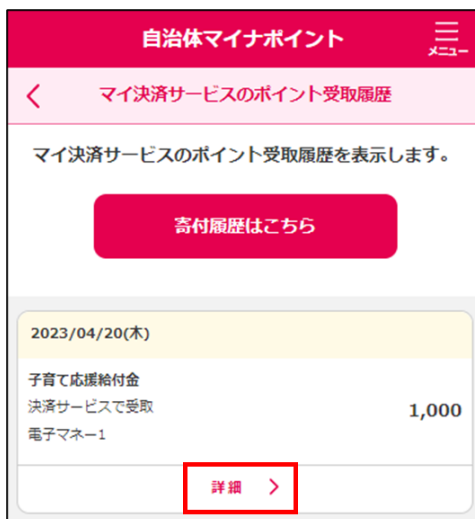 自治体マイナポイント
メニュー
マイ決済サービスのポイント受取履歴
マイ決済サービスのポイント受取履歴を表示します。
寄付履歴はこちら
2023/04/20(木)
子育て応援給付金
決済サービスで受取
1,000
電子マネー1
詳細